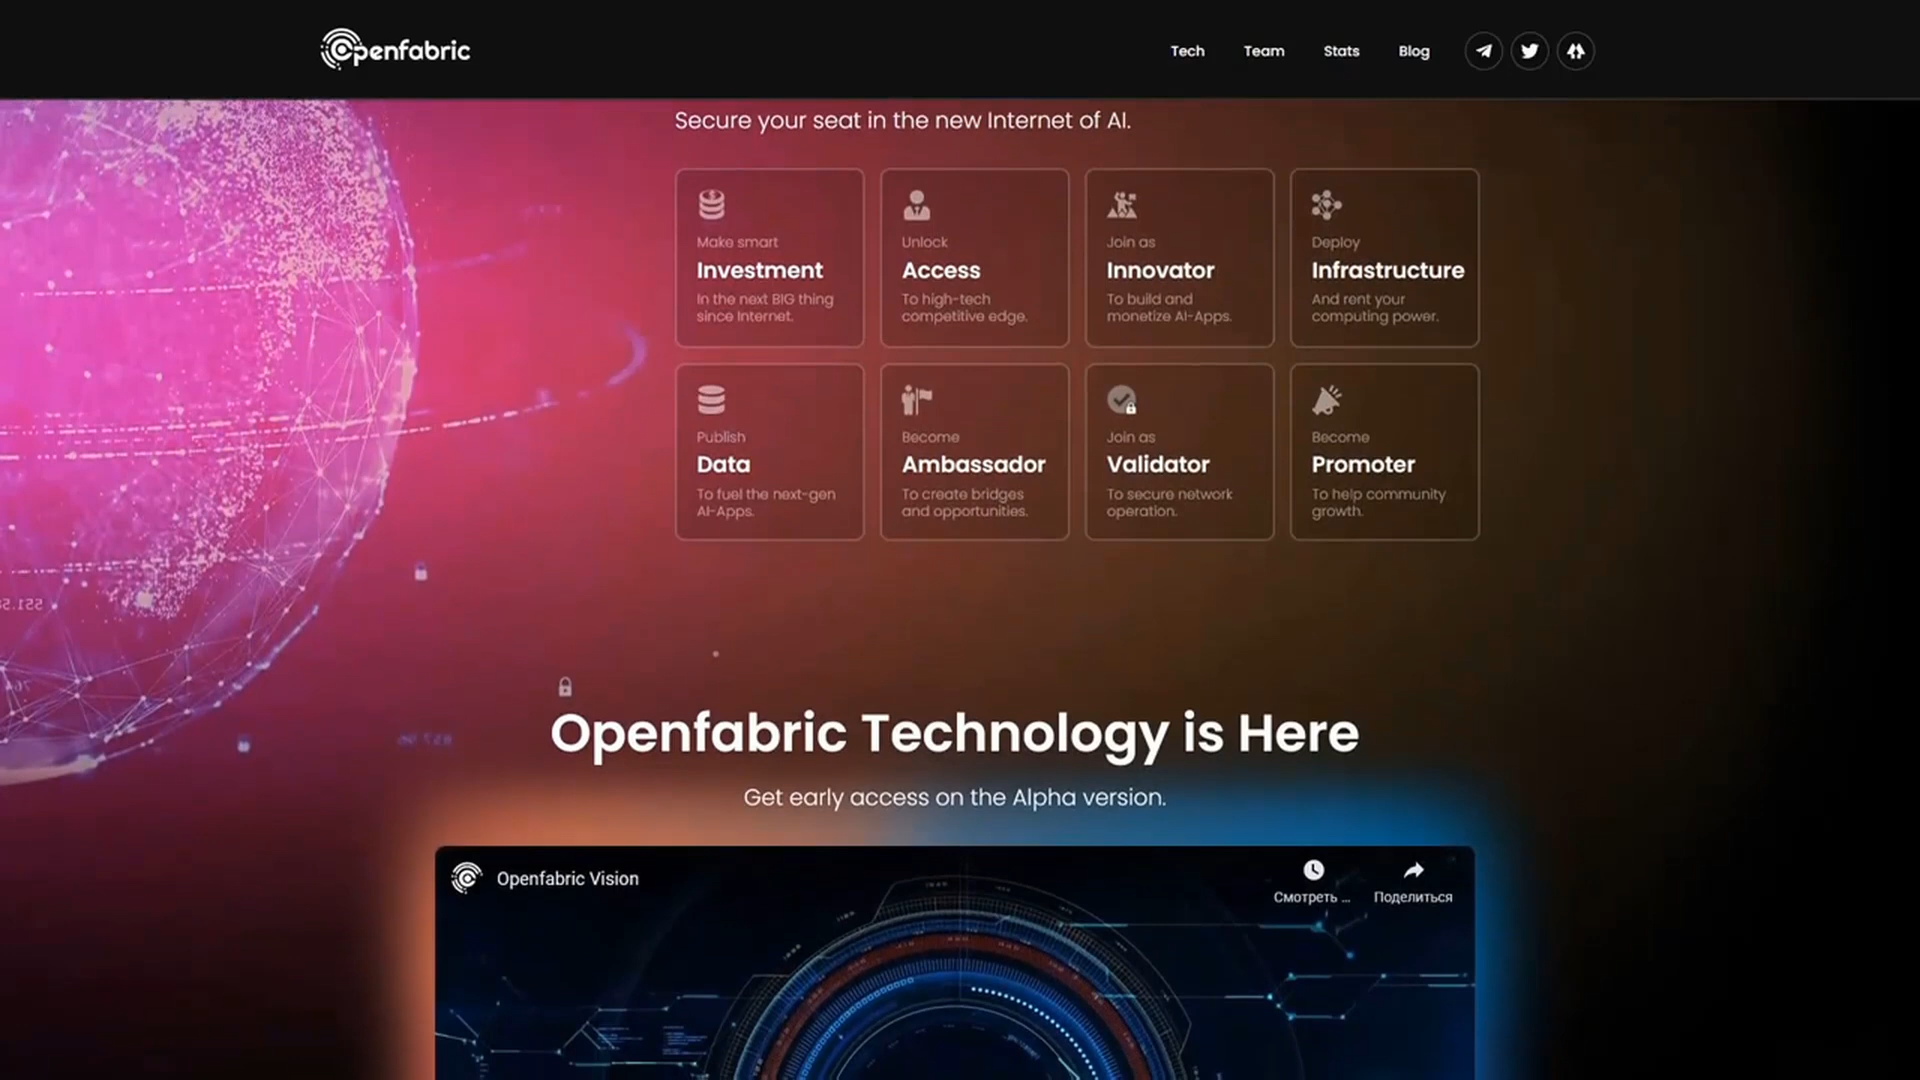 Openfabric
Tech
Team
Stats
Blog
Secure your seat in the new Internet of AI.
Make smart
Investment
In the next BIG thing
since Internet.
Unlock
Access
To high-tech
competitive edge.
Join as
Innovator
To build and
monetize AI-Apps.
Deploy
Infrastructure
And rent your
computing power.
Publish
Data
To fuel the next-gen
AI-Apps.
Become
Ambassador
To create bridges
and opportunities.
Join as
Validator
To secure network
operation.
Become
Promoter
To help community
growth.
Openfabric Technology is Here
Get early access on the Alpha version.
Openfabric Vision
Смотреть ...
Поделиться